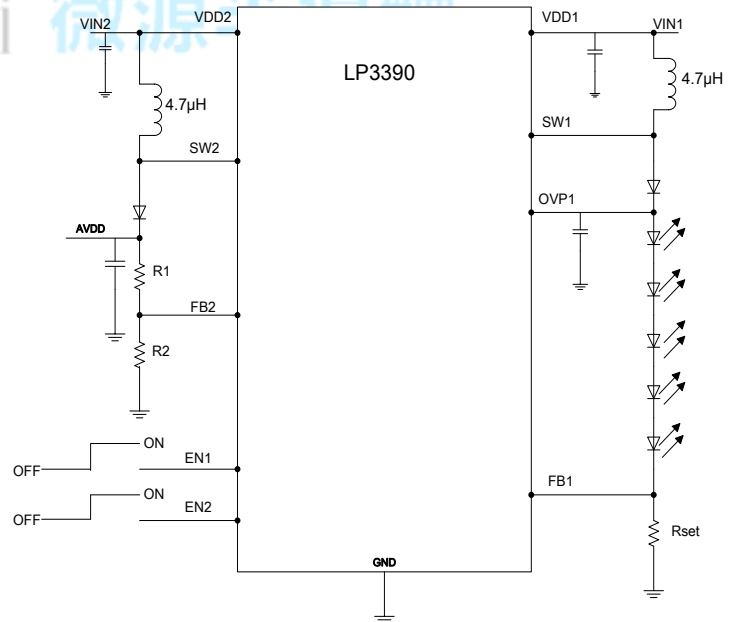 VIN2
VDD2
VDD1
VIN1
LP3390
4.7µH
4.7µH
SW1
SW2
OVP1
AVDD
R1
FB2
R2
ON
OFF
EN1
FB1
ON
OFF
EN2
Rset
GND